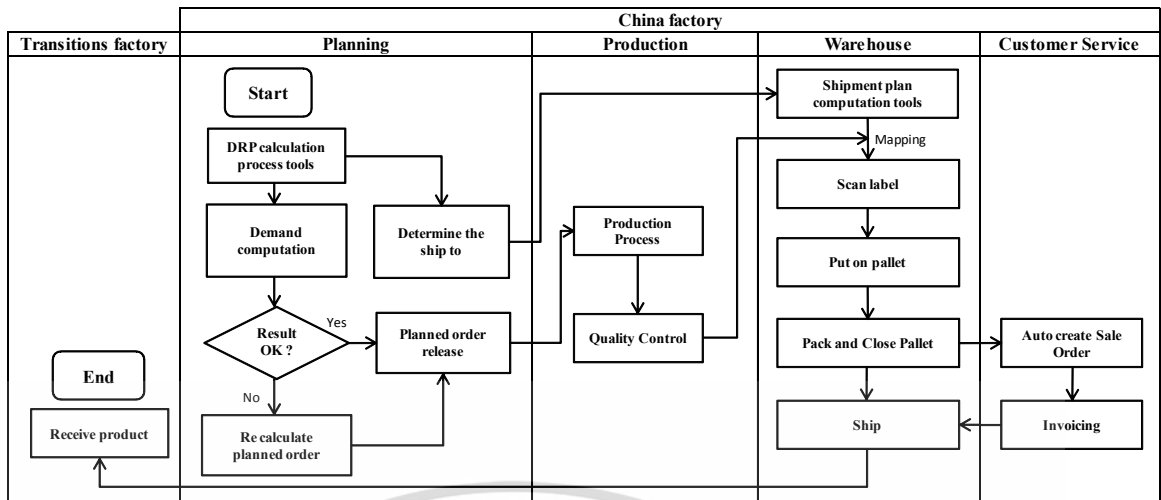 China factory
Transitions factory
Planning
Production
Warehouse
Customer Service
Start
DRP calculation
process tools
Demand
computation
Determine the
ship to
Result
OK ?
Yes
No
Planned order
release
Re calculate
planned order
Production
Process
Quality Control
Shipment plan
computation tools
Mapping
Scan label
Put on pallet
Pack and Close Pallet
Ship
Auto create Sale
Order
Invoicing
End
Receive product